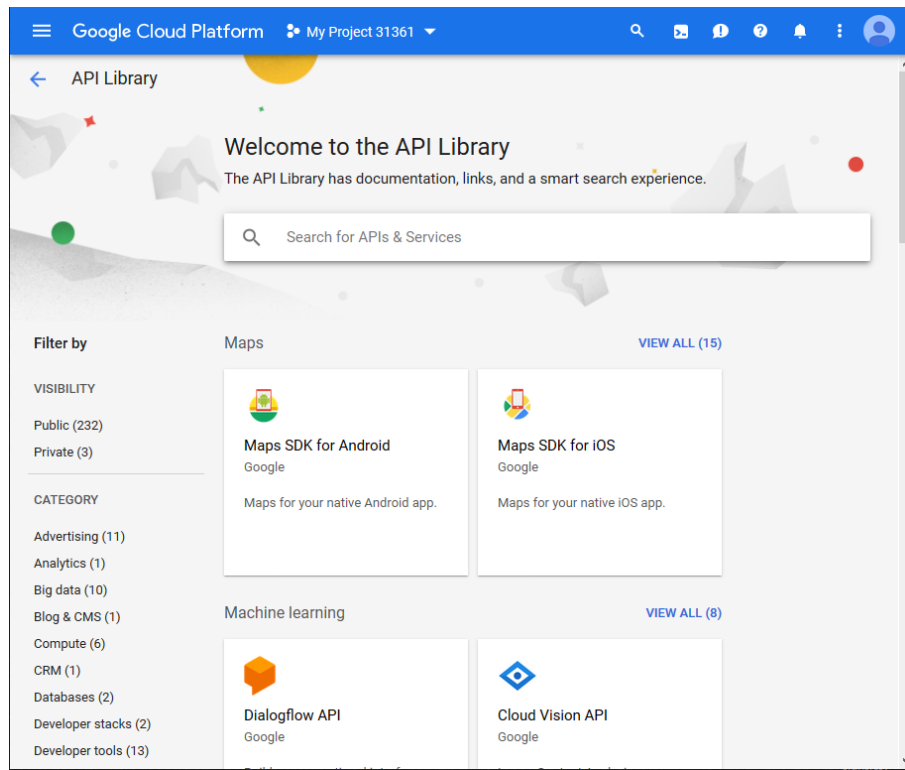 Google Cloud Platform My Project 31361
API Library
Welcome to the API Library
The API Library has documentation, links, and a smart search experience.
Search for APIs & Services
Filter by
VISIBILITY
Public (232)
Private (3)
CATEGORY
Advertising (11)
Analytics (1)
Big data (10)
Blog & CMS (1)
Compute (6)
CRM (1)
Databases (2)
Developer stacks (2)
Developer tools (13)
Maps VIEW ALL (15)
Maps SDK for Android
Google
Maps for your native Android app.
Maps SDK for iOS
Google
Maps for your native iOS app.
Machine learning VIEW ALL (8)
Dialogflow API
Google
Cloud Vision API
Google